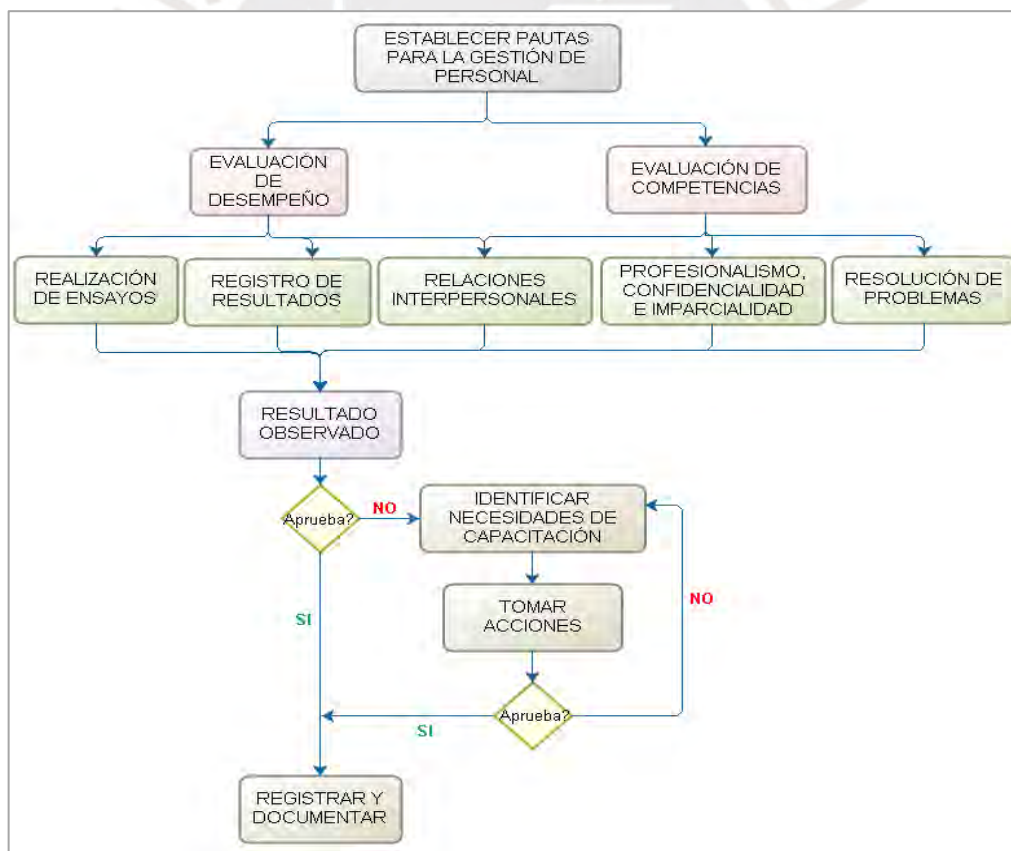 ESTABLECER PAUTAS
PARA LA GESTIÓN DE
PERSONAL
EVALUACIÓN
DE
DESEMPEÑO
EVALUACIÓN DE
COMPETENCIAS
REALIZACIÓN
DE ENSAYOS
REGISTRO DE
RESULTADOS
RELACIONES
INTERPERSONALES
PROFESIONALISMO,
CONFIDENCIALIDAD
E IMPARCIALIDAD
RESOLUCIÓN DE
PROBLEMAS
RESULTADO
OBSERVADO
Aprueba?
NO
IDENTIFICAR
NECESIDADES DE
CAPACITACIÓN
SI
TOMAR
ACCIONES
NO
Aprueba?
SI
REGISTRAR Y
DOCUMENTAR